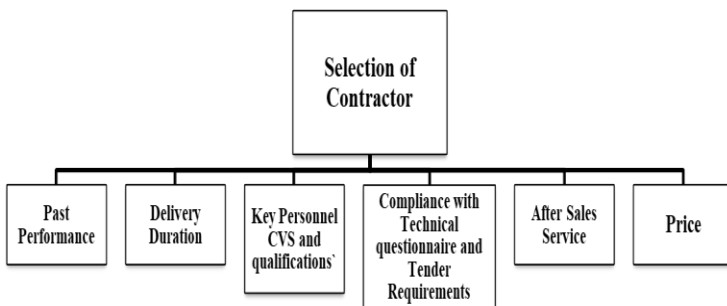 Selection of
Contractor
Past
Performance
Delivery
Duration
Key Personnel
CVS and
qualifications`
Compliance with
Technical
questionnaire and
Tender
Requirements
After Sales
Service
Price